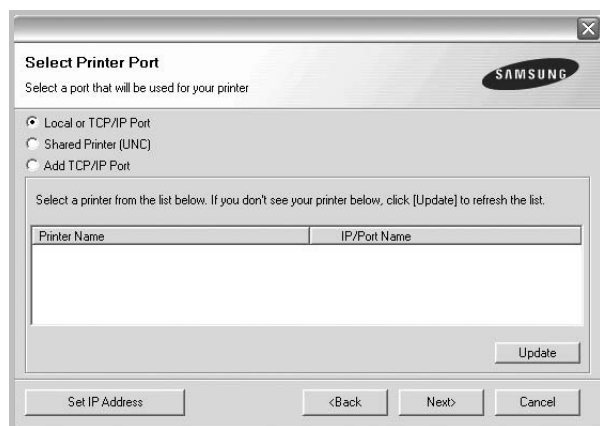 Select Printer Port
Select a port that will be used for your printer
SAMSUNG
Local or TCP/IP Port
Shared Printer (UNC)
Add TCP/IP Port
Select a printer from the list below. If you don't see your printer below, click [Update] to refresh the list.
Printer Name IP/Port Name
Update
Set IP Address <Back Next> Cancel